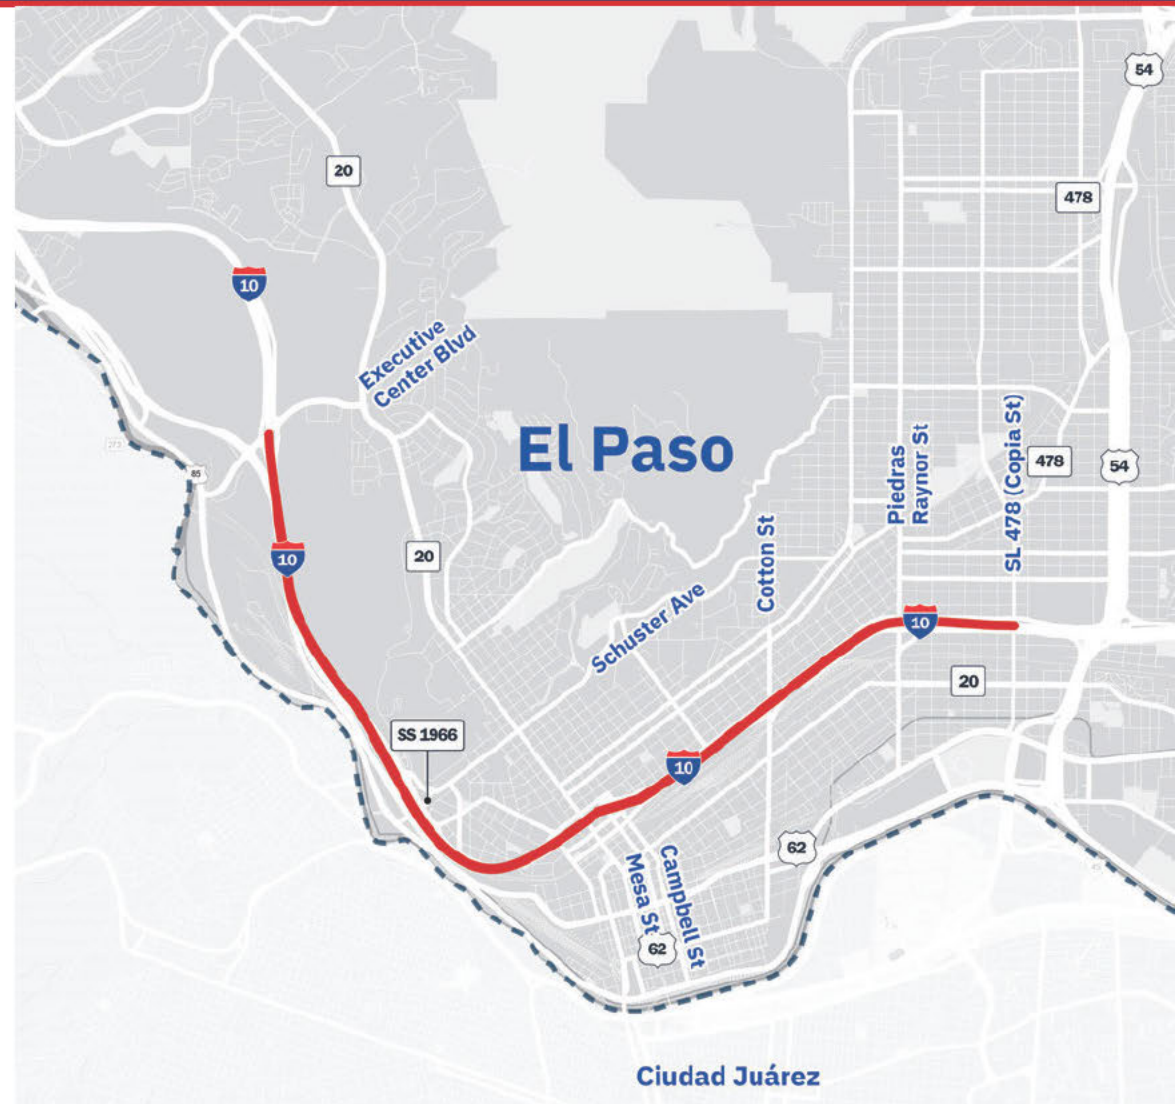 54
20
478
10
Executive
Center Blvd
El Paso
Piedras
Raynor St
SL 478 (Copia St)
478
54
273
85
Cotton St
10
20
Schuster Ave
10
20
SS 1966
10
62
Mesa St
Campbell St
62
45
Ciudad Juárez